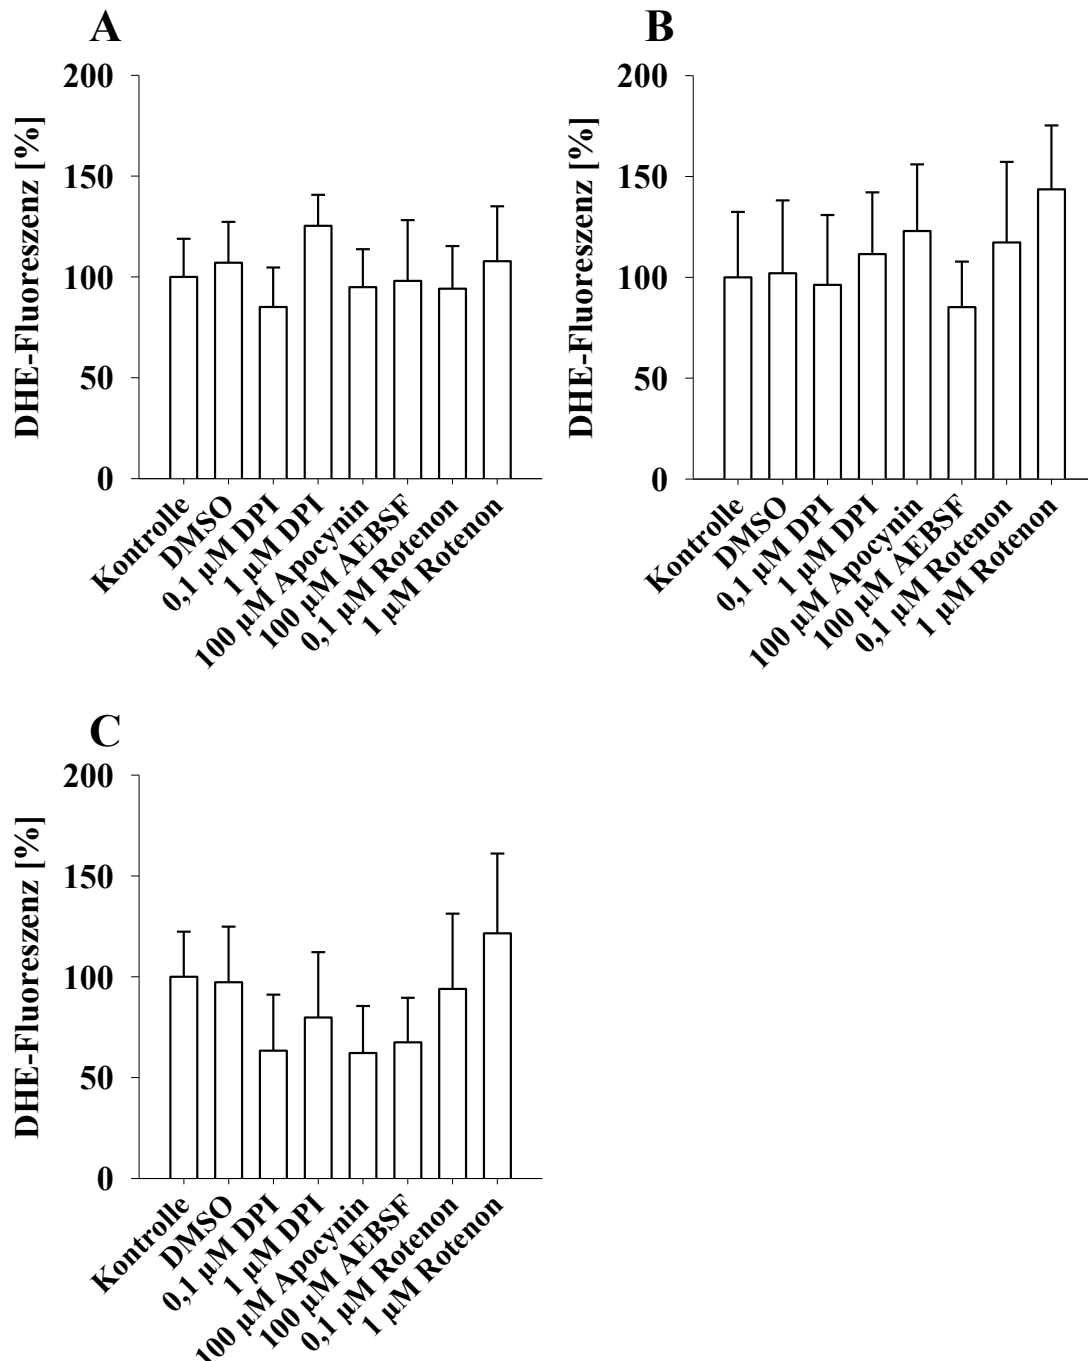 A
DHE-Fluoreszenz [%]
200
150
100
50
0
Kontrolle
DMSO
0,1 µM DPI
1 µM DPI
100 µM Apocynin
100 µM AEBSF
0,1 µM Rotenon
1 µM Rotenon
B
DHE-Fluoreszenz [%]
200
150
100
50
0
Kontrolle
DMSO
0,1 µM DPI
1 µM DPI
100 µM Apocynin
100 µM AEBSF
0,1 µM Rotenon
1 µM Rotenon
C
DHE-Fluoreszenz [%]
200
150
100
50
0
Kontrolle
DMSO
0,1 µM DPI
1 µM DPI
100 µM Apocynin
100 µM AEBSF
0,1 µM Rotenon
1 µM Rotenon